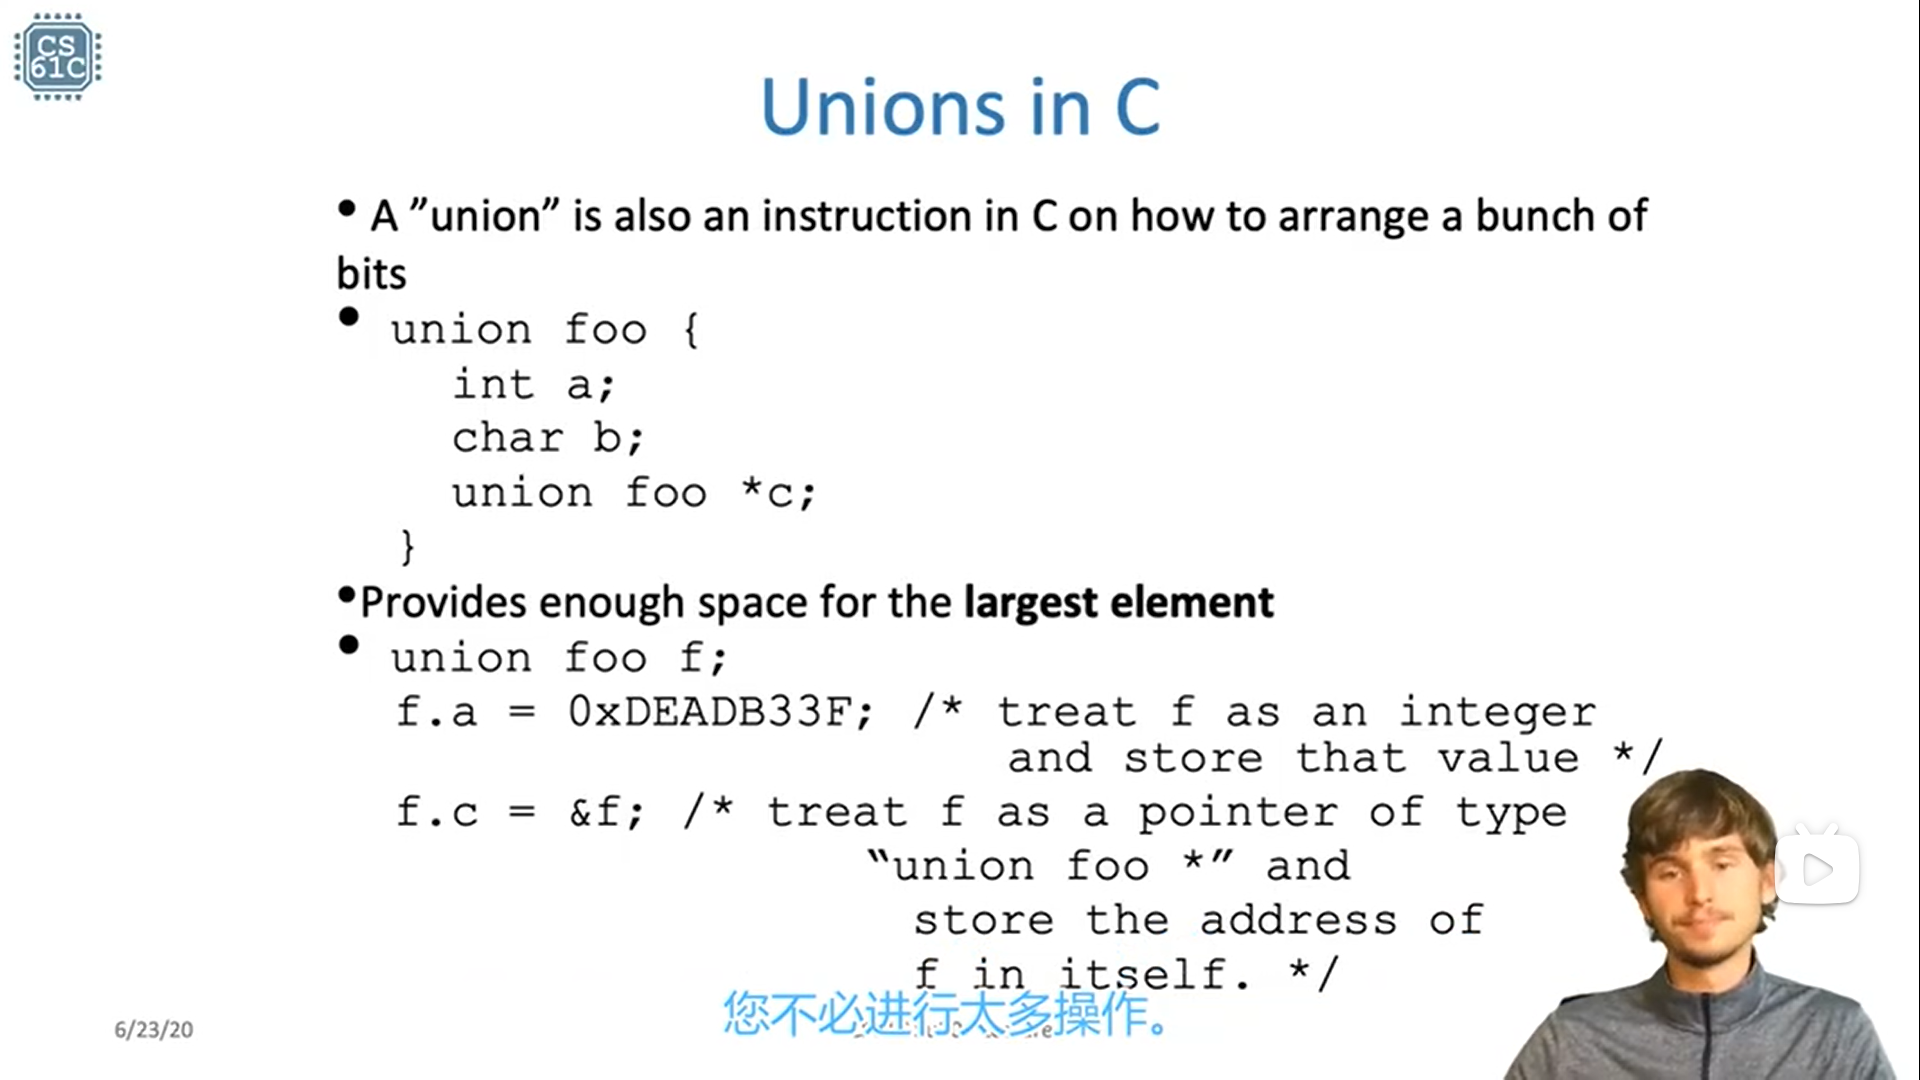 CS
61C
Unions in C
• A ”union” is also an instruction in C on how to arrange a bunch of
bits
• union foo {
int a;
char b;
union foo *c;
}
•Provides enough space for the largest element
• union foo f;
f.a = 0xDEADB33F; /* treat f as an integer
and store that value */
f.c = &f; /* treat f as a pointer of type
“union foo *” and
store the address of
f in itself. */
您不必进行太多操作。
6/23/20